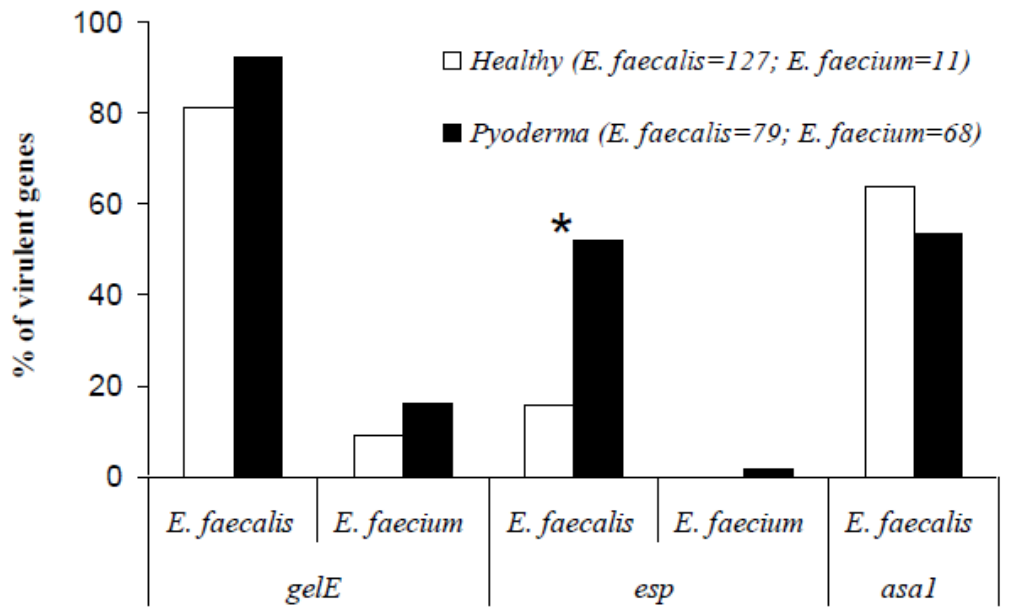 100
80
60
40
20
0
% of virulent genes
Healthy (E. faecalis=127; E. faecium=11)
Pyoderma (E. faecalis=79; E. faecium=68)
*
E. faecalis E. faecium E. faecalis E. faecium E. faecalis
gelE esp asa1